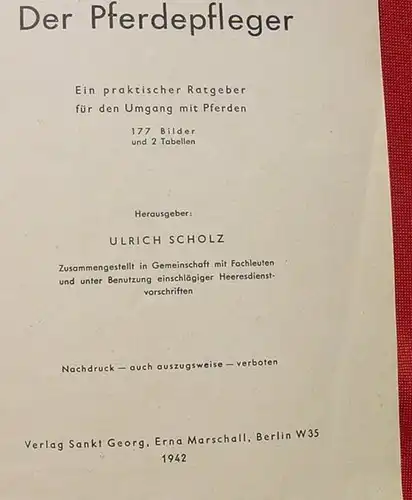 Der Pferdepfleger
Ein praktischer Ratgeber
für den Umgang mit Pferden
177 Bilder
und 2 Tabellen
Herausgeber:
ULRICH SCHOLZ
Zusammengestellt in Gemeinschaft mit Fachleuten
und unter Benutzung einschlägiger Heeresdienst-
vorschriften
Nachdruck — auch auszugsweise — verboten
Verlag Sankt Georg, Erna Marschall, Berlin W 35
1942